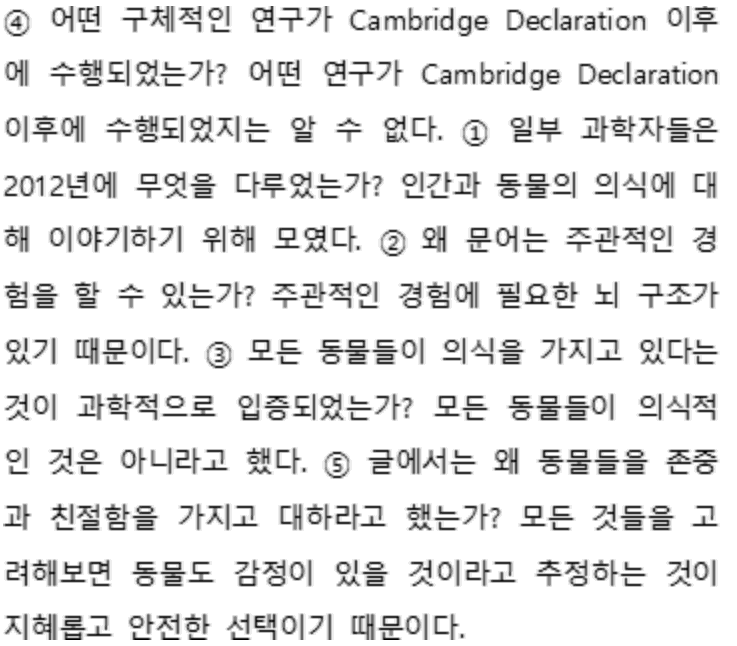 ④ 어떤 구체적인 연구가 Cambridge Declaration 이후
에 수행되었는가? 어떤 연구가 Cambridge Declaration
이후에 수행되었지는 알 수 없다. ① 일부 과학자들은
2012년에 무엇을 다루었는가? 인간과 동물의 의식에 대
해 이야기하기 위해 모였다. ② 왜 문어는 주관적인 경
험을 할 수 있는가? 주관적인 경험에 필요한 뇌 구조가
있기 때문이다. ③ 모든 동물들이 의식을 가지고 있다는
것이 과학적으로 입증되었는가? 모든 동물들이 의식적
인 것은 아니라고 했다. ⑤ 글에서는 왜 동물들을 존중
과 친절함을 가지고 대하라고 했는가? 모든 것들을 고
려해보면 동물도 감정이 있을 것이라고 추정하는 것이
지혜롭고 안전한 선택이기 때문이다.